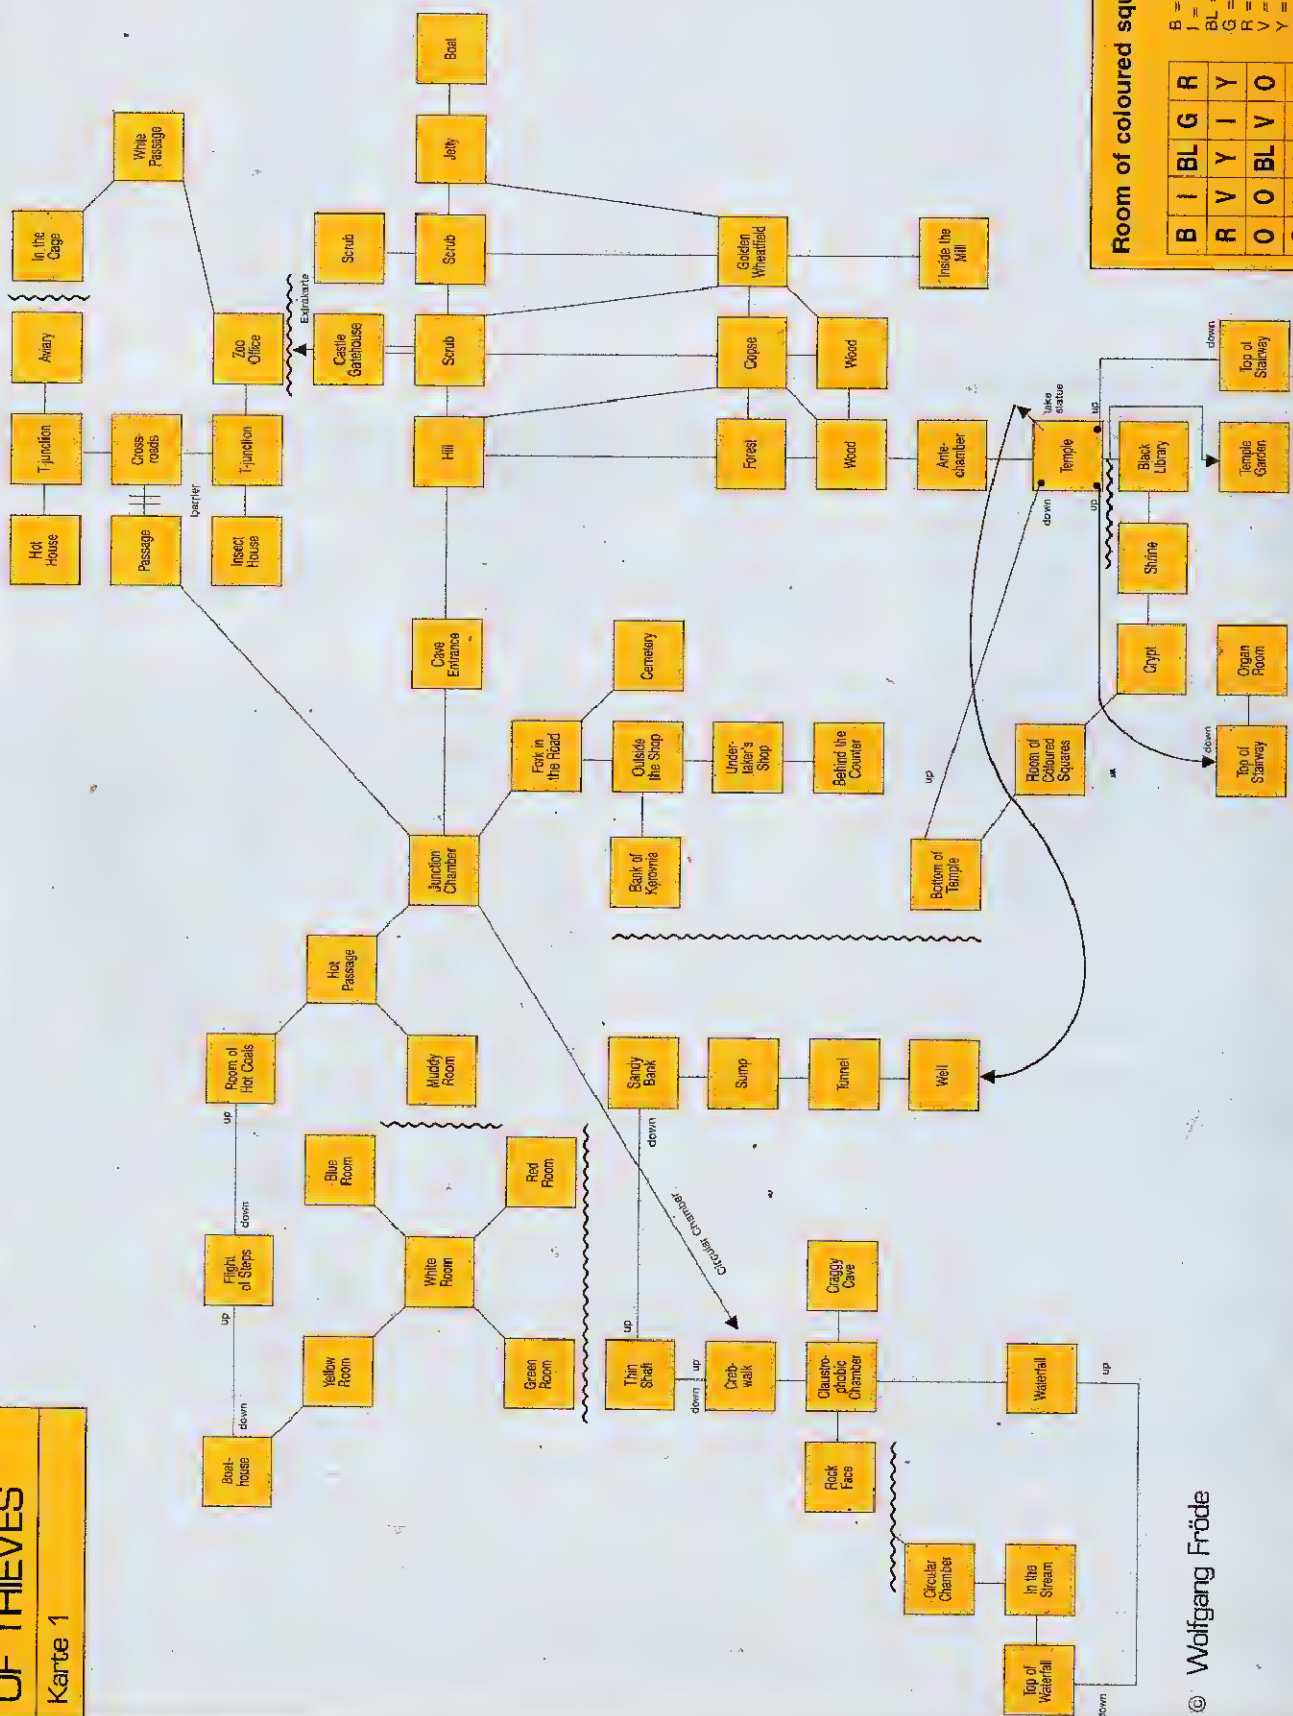 OF THIEVES
Karte 1
Hot
House
T-junction
Aviary
In the
Cage
Passage
barrier
Cross-
roads
White
Passage
Insect
House
T-junction
Zoo
Office
Extrakarte
Boat-
house
down
up
Flight
of Steps
down
up
Room of
Hot Coals
Yellow
Room
Blue
Room
Hot
Passage
Castle
Gatehouse
Scrub
White
Room
Muddy
Room
Junction
Chamber
Cave
Entrance
Hill
Scrub
Scrub
Jetty
Boat
Green
Room
Red
Room
Fork in
the Road
Circular Chamber
Thin
Shaft
up
down
Sandy
Bank
Bank of
Kerovnia
Outside
the Shop
Cemetery
down
up
Creb-
walk
Sump
Under-
taker's
Shop
Forest
Copse
Golden
Wheatfield
Rock
Face
Claustro-
phobic
Chamber
Craggy
Cave
Tunnel
Behind the
Counter
Wood
Wood
Circular
Chamber
Well
Bottom of
Temple
up
Ante-
chamber
Inside the
Mill
Top of
Waterfall
In the
Stream
Waterfall
Room of
Coloured
Squares
down
Temple
take
statue
up
up
down
up
Crypt
Shrine
Black
Library
Top of
Stairway
down
Organ
Room
Temple
Garden
Top of
Stairway
down
© Wolfgang Fröde
Room of coloured squ
B I BL G R
R V Y I Y
O O BL V O
B =
I =
BL
G =
R =
V =
Y =